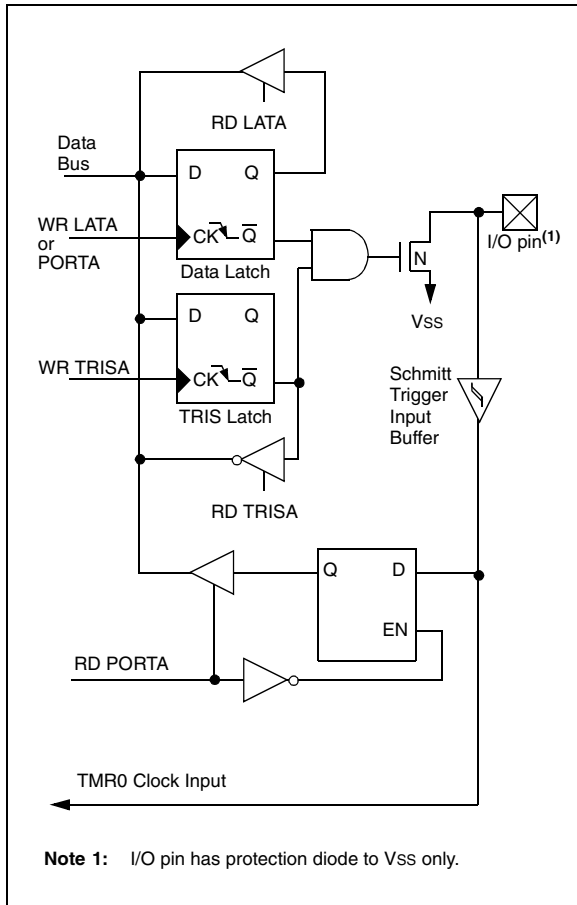 RD LATA
Data
Bus
D Q
WR LATA
or
PORTA
CK Q̅
Data Latch
I/O pin(1)
N
VSS
D Q
WR TRISA
CK Q̅
TRIS Latch
Schmitt
Trigger
Input
Buffer
RD TRISA
Q D
EN
RD PORTA
TMR0 Clock Input
Note 1: I/O pin has protection diode to VSS only.